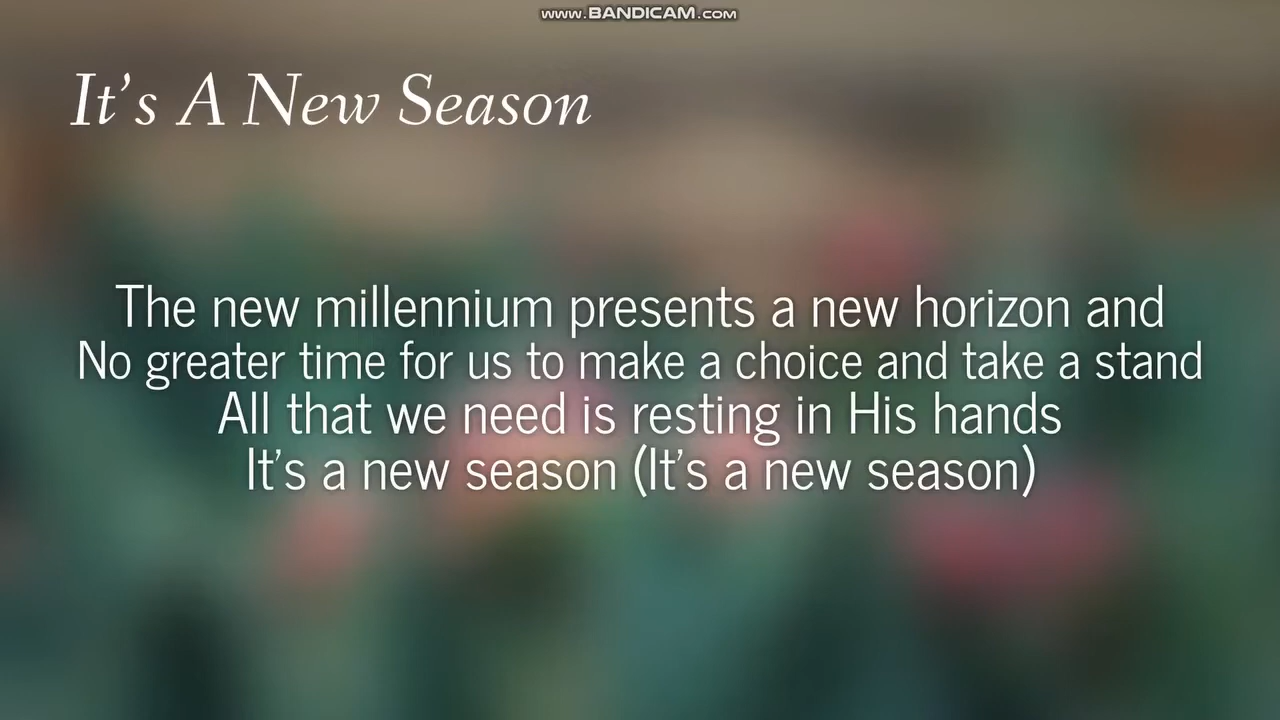 www.BANDICAM.com
It's A New Season
The new millennium presents a new horizon and
No greater time for us to make a choice and take a stand
All that we need is resting in His hands
It's a new season (It's a new season)